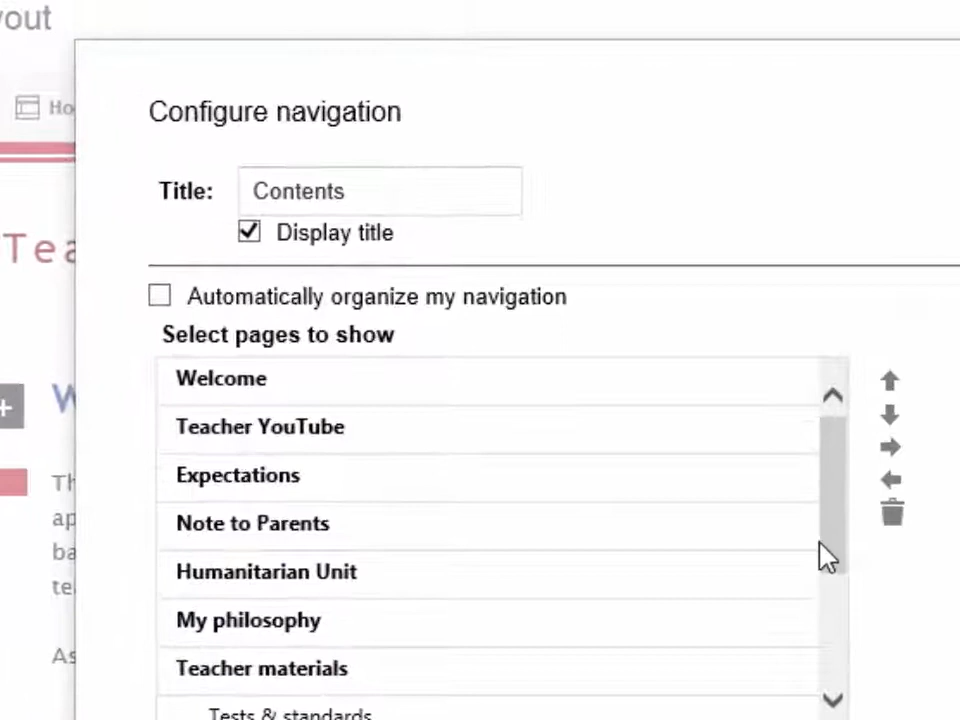 Configure navigation
Title: Contents
Display title
Automatically organize my navigation
Select pages to show
Welcome
Teacher YouTube
Expectations
Note to Parents
Humanitarian Unit
My philosophy
Teacher materials
Tests & standards